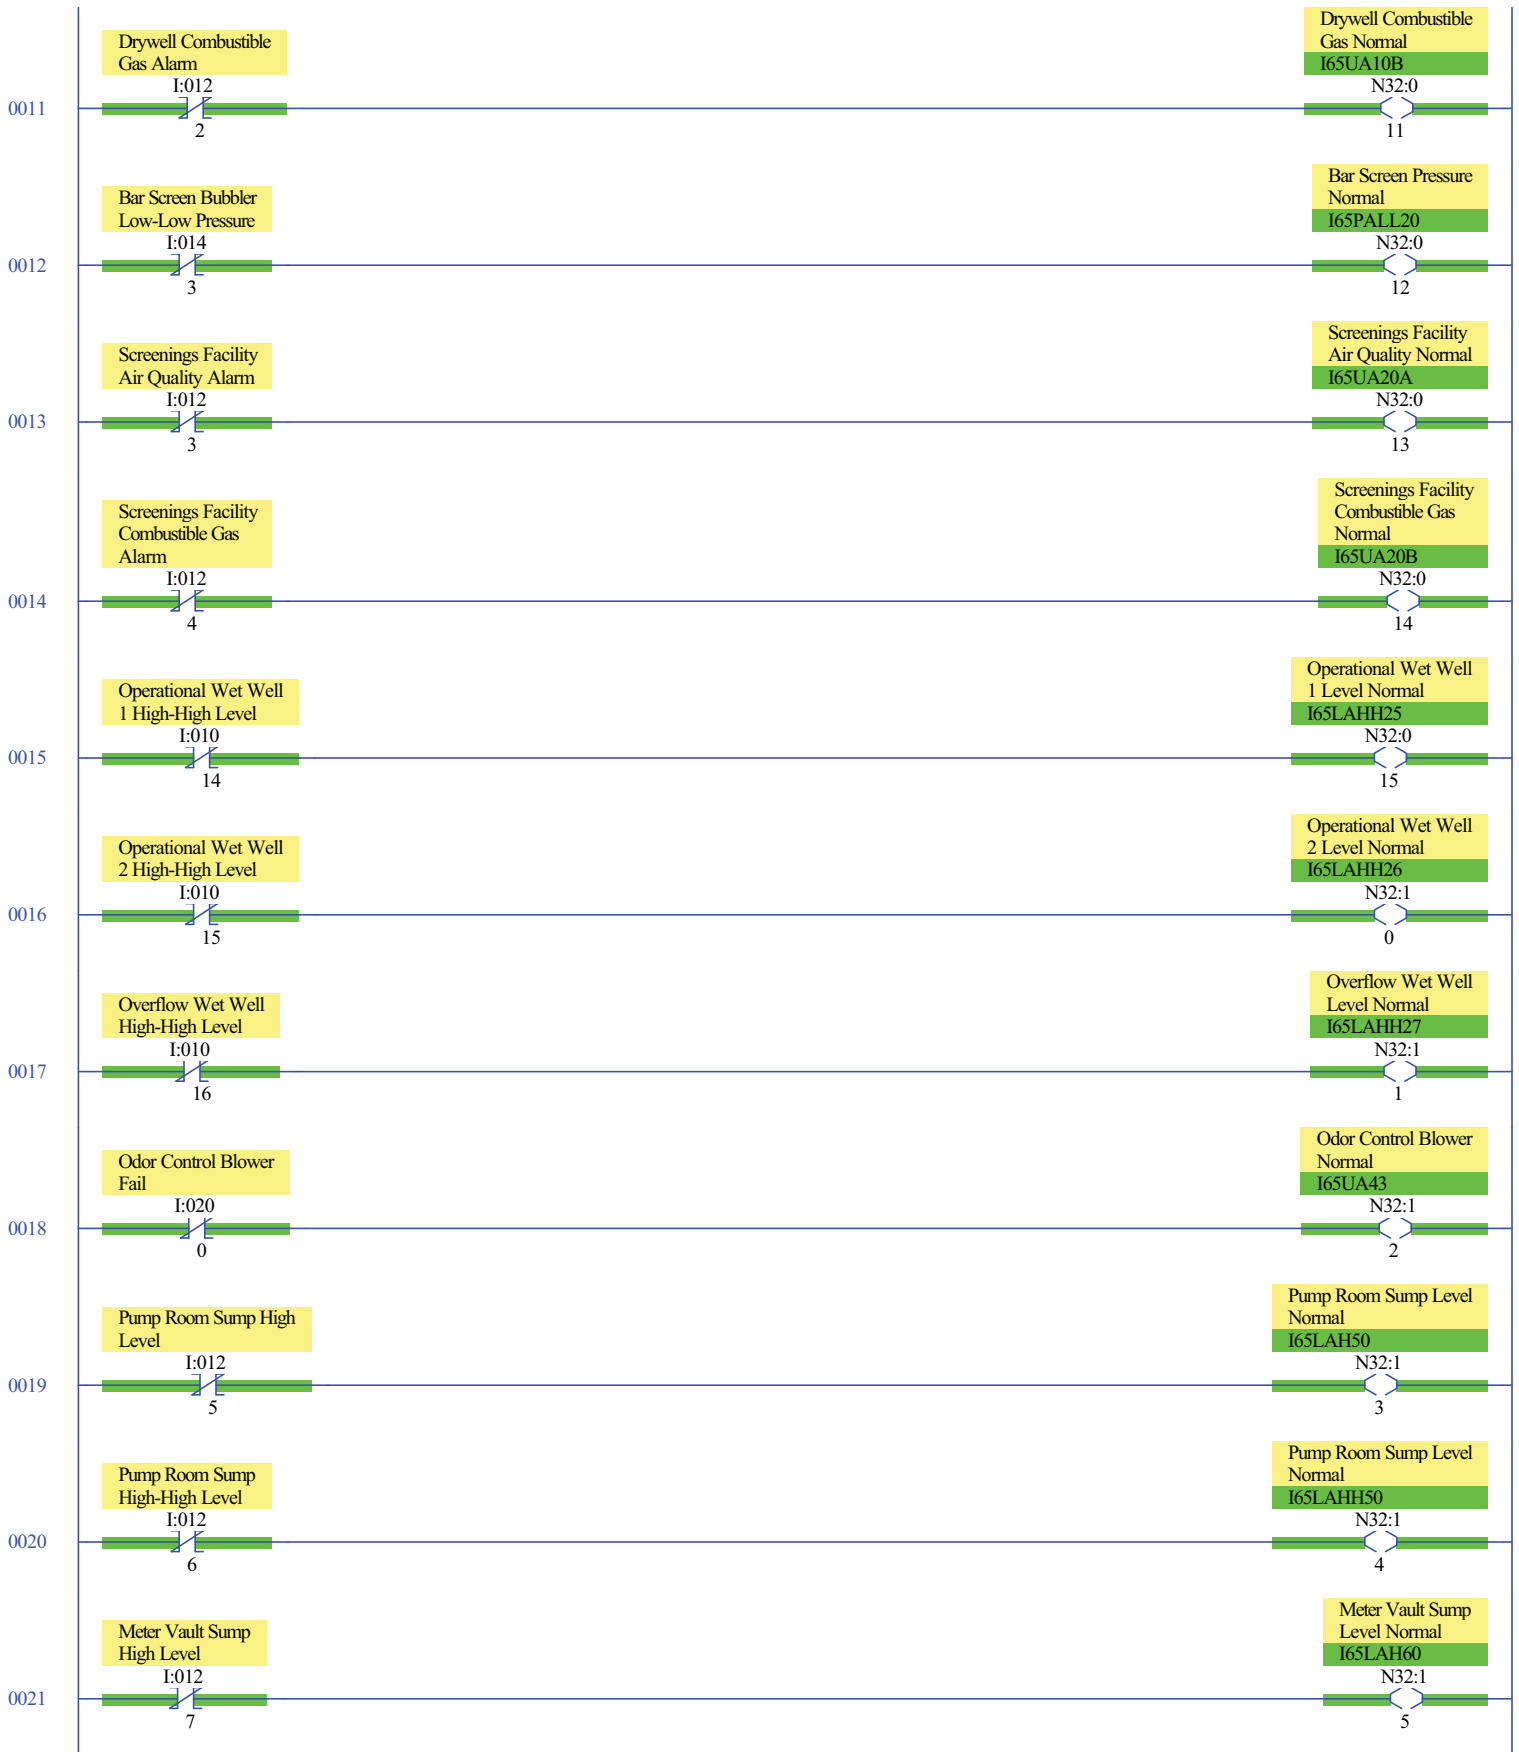 Drywell Combustible
Gas Alarm
I:012
2
0011
Drywell Combustible
Gas Normal
I65UA10B
N32:0
11
Bar Screen Bubbler
Low-Low Pressure
I:014
3
0012
Bar Screen Pressure
Normal
I65PALL20
N32:0
12
Screenings Facility
Air Quality Alarm
I:012
3
0013
Screenings Facility
Air Quality Normal
I65UA20A
N32:0
13
Screenings Facility
Combustible Gas
Alarm
I:012
4
0014
Screenings Facility
Combustible Gas
Normal
I65UA20B
N32:0
14
Operational Wet Well
1 High-High Level
I:010
14
0015
Operational Wet Well
1 Level Normal
I65LAHH25
N32:0
15
Operational Wet Well
2 High-High Level
I:010
15
0016
Operational Wet Well
2 Level Normal
I65LAHH26
N32:1
0
Overflow Wet Well
High-High Level
I:010
16
0017
Overflow Wet Well
Level Normal
I65LAHH27
N32:1
1
Odor Control Blower
Fail
I:020
0
0018
Odor Control Blower
Normal
I65UA43
N32:1
2
Pump Room Sump High
Level
I:012
5
0019
Pump Room Sump Level
Normal
I65LAH50
N32:1
3
Pump Room Sump
High-High Level
I:012
6
0020
Pump Room Sump Level
Normal
I65LAHH50
N32:1
4
Meter Vault Sump
High Level
I:012
7
0021
Meter Vault Sump
Level Normal
I65LAH60
N32:1
5